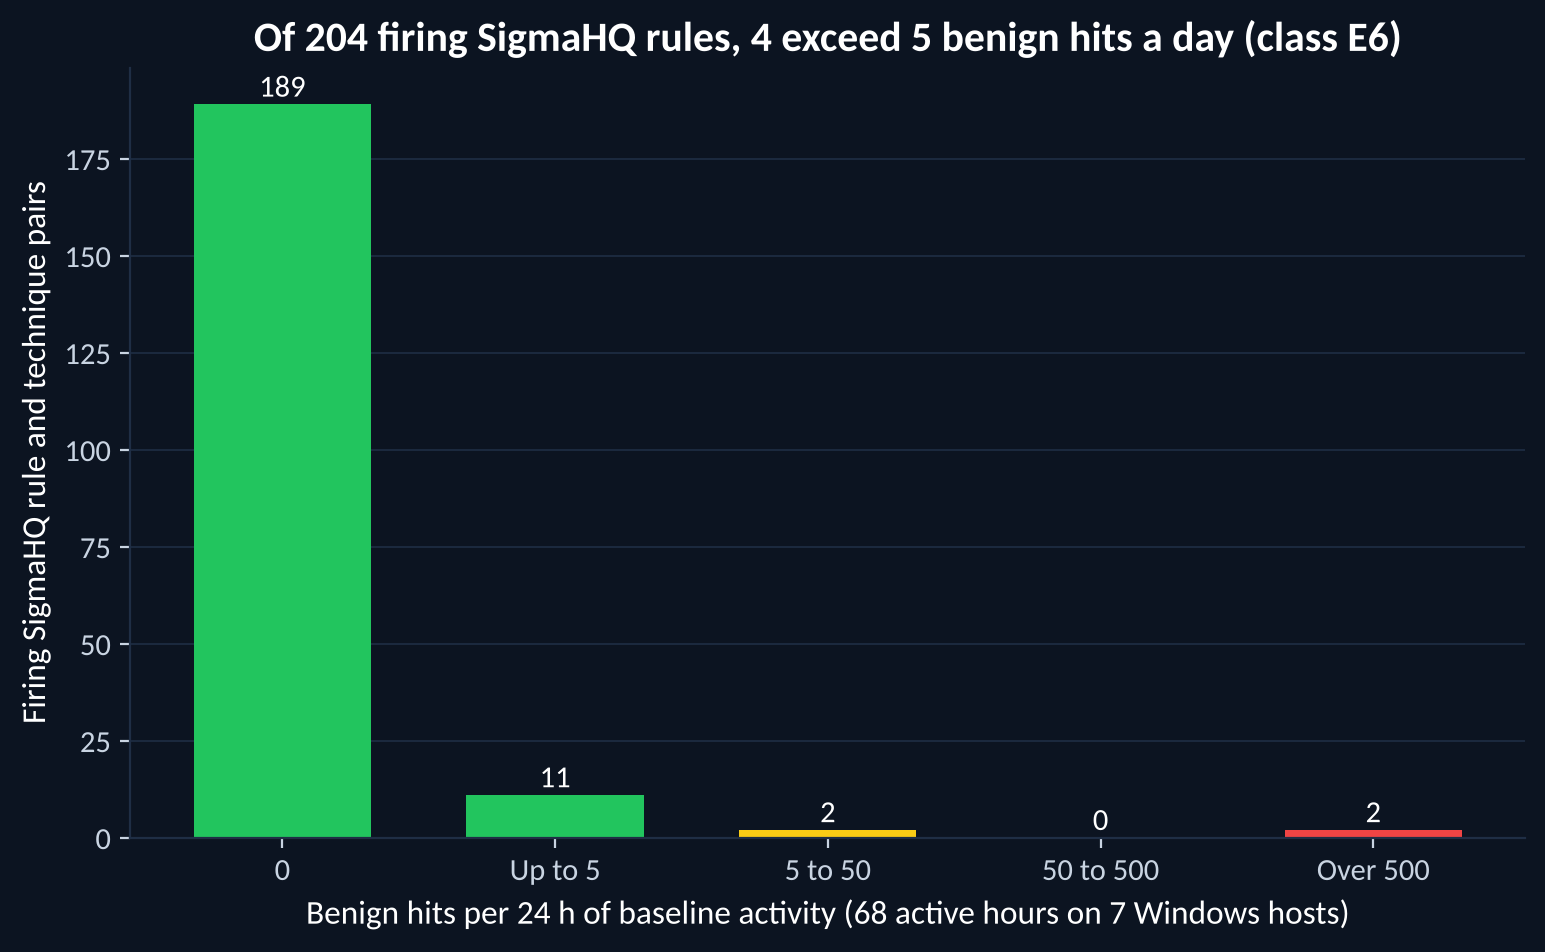 Of 204 firing SigmaHQ rules, 4 exceed 5 benign hits a day (class E6)
Firing SigmaHQ rule and technique pairs
175
150
125
100
75
50
25
0
189
11
2
0
2
0
Up to 5
5 to 50
50 to 500
Over 500
Benign hits per 24 h of baseline activity (68 active hours on 7 Windows hosts)